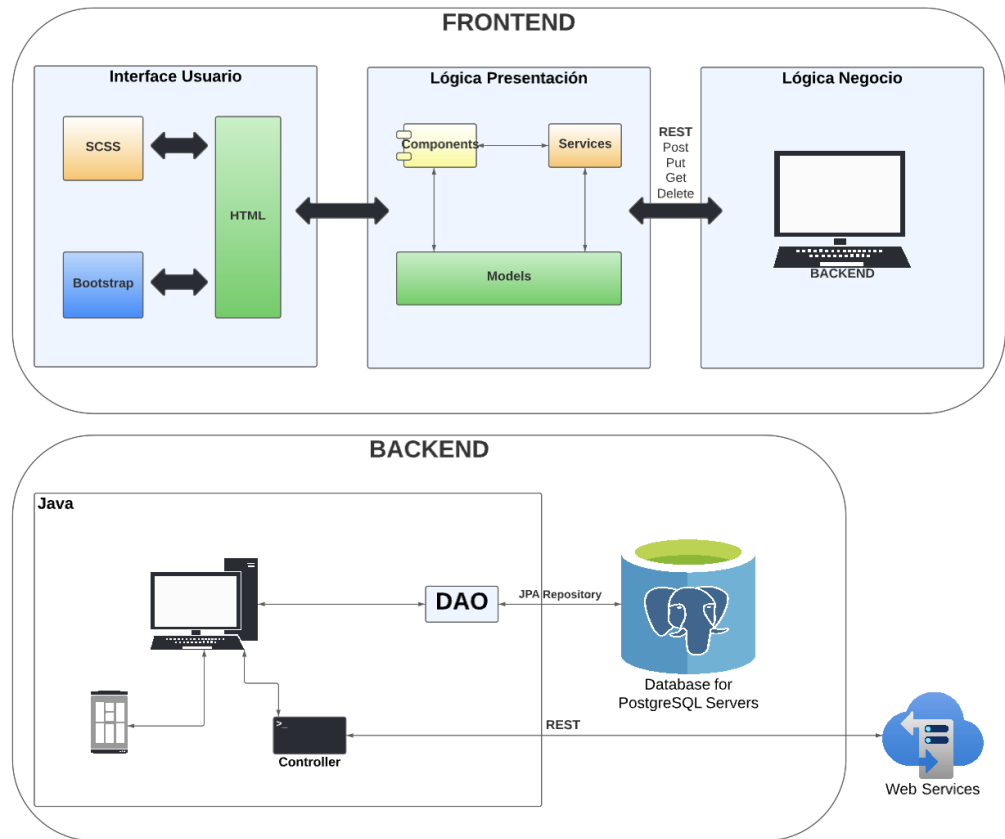 FRONTEND
Interface Usuario
SCSS
Bootstrap
HTML
Lógica Presentación
Components
Services
Models
REST
Post
Put
Get
Delete
Lógica Negocio
BACKEND
BACKEND
Java
DAO
JPA Repository
Database for
PostgreSQL Servers
>_
Controller
REST
Web Services